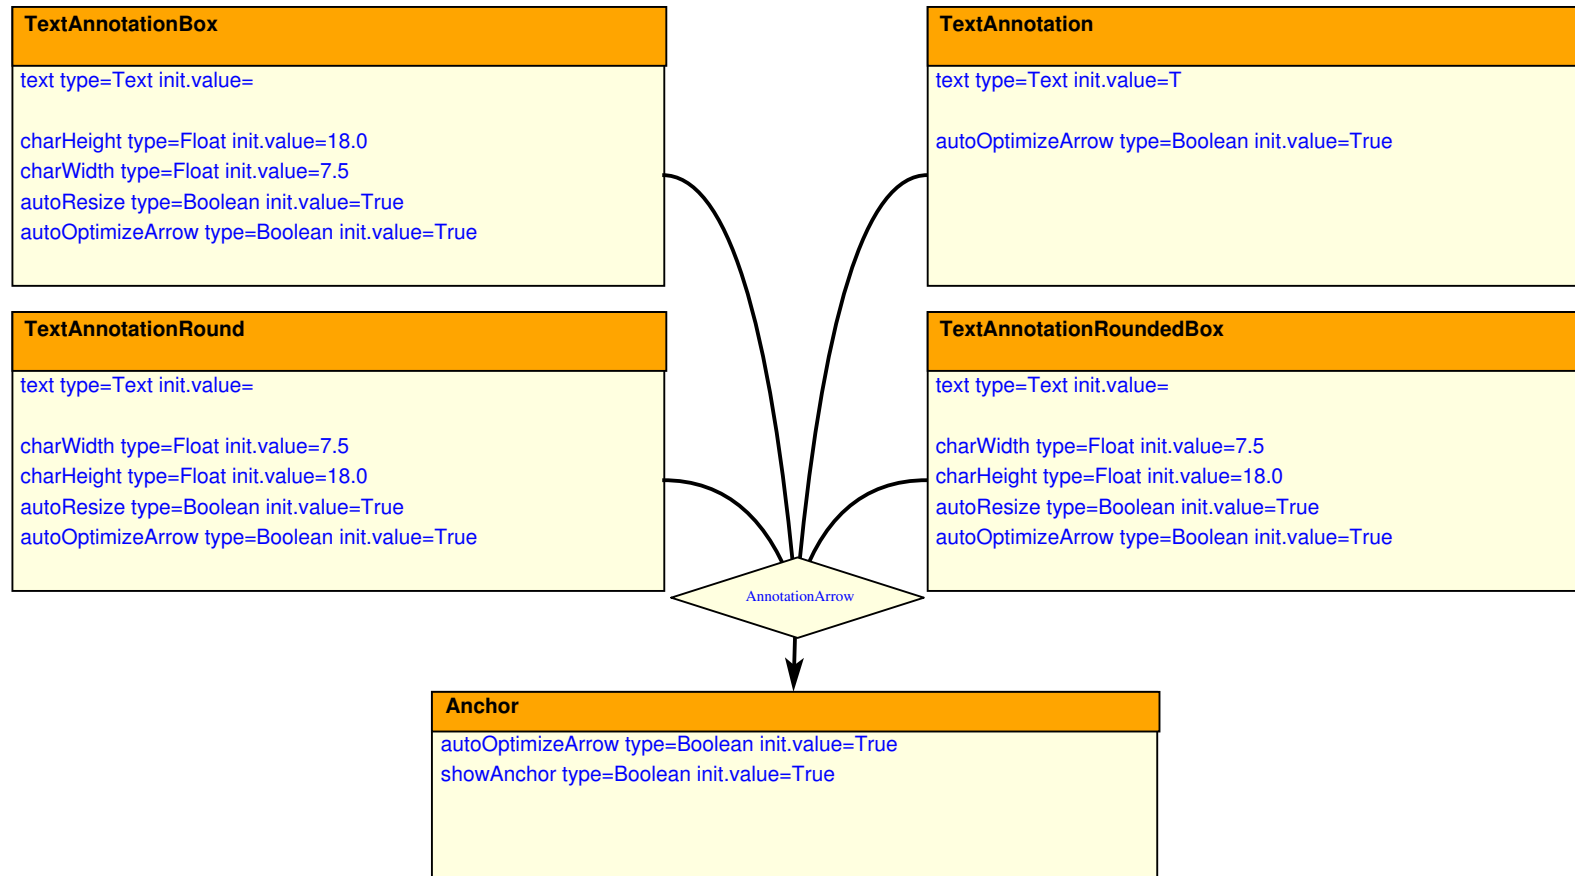 TextAnnotationBox
text type=Text init.value=
charHeight type=Float init.value=18.0
charWidth type=Float init.value=7.5
autoResize type=Boolean init.value=True
autoOptimizeArrow type=Boolean init.value=True
TextAnnotation
text type=Text init.value=T
autoOptimizeArrow type=Boolean init.value=True
TextAnnotationRound
text type=Text init.value=
charWidth type=Float init.value=7.5
charHeight type=Float init.value=18.0
autoResize type=Boolean init.value=True
autoOptimizeArrow type=Boolean init.value=True
TextAnnotationRoundedBox
text type=Text init.value=
charWidth type=Float init.value=7.5
charHeight type=Float init.value=18.0
autoResize type=Boolean init.value=True
autoOptimizeArrow type=Boolean init.value=True
AnnotationArrow
Anchor
autoOptimizeArrow type=Boolean init.value=True
showAnchor type=Boolean init.value=True